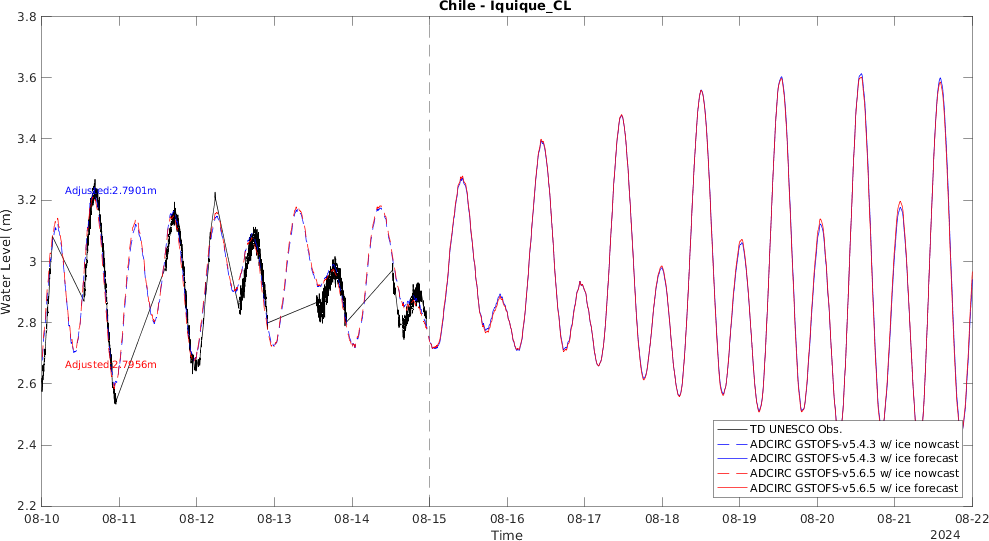 Chile - Iquique_CL
3.8
3.6
3.4
3.2
3
2.8
2.6
2.4
2.2
Water Level (m)
Adjusted:2.7901m
Adjusted:2.7956m
TD UNESCO Obs.
ADCIRC GSTOFS-v5.4.3 w/ ice nowcast
ADCIRC GSTOFS-v5.4.3 w/ ice forecast
ADCIRC GSTOFS-v5.6.5 w/ ice nowcast
ADCIRC GSTOFS-v5.6.5 w/ ice forecast
08-10 08-11 08-12 08-13 08-14 08-15 08-16 08-17 08-18 08-19 08-20 08-21 08-22
Time
2024